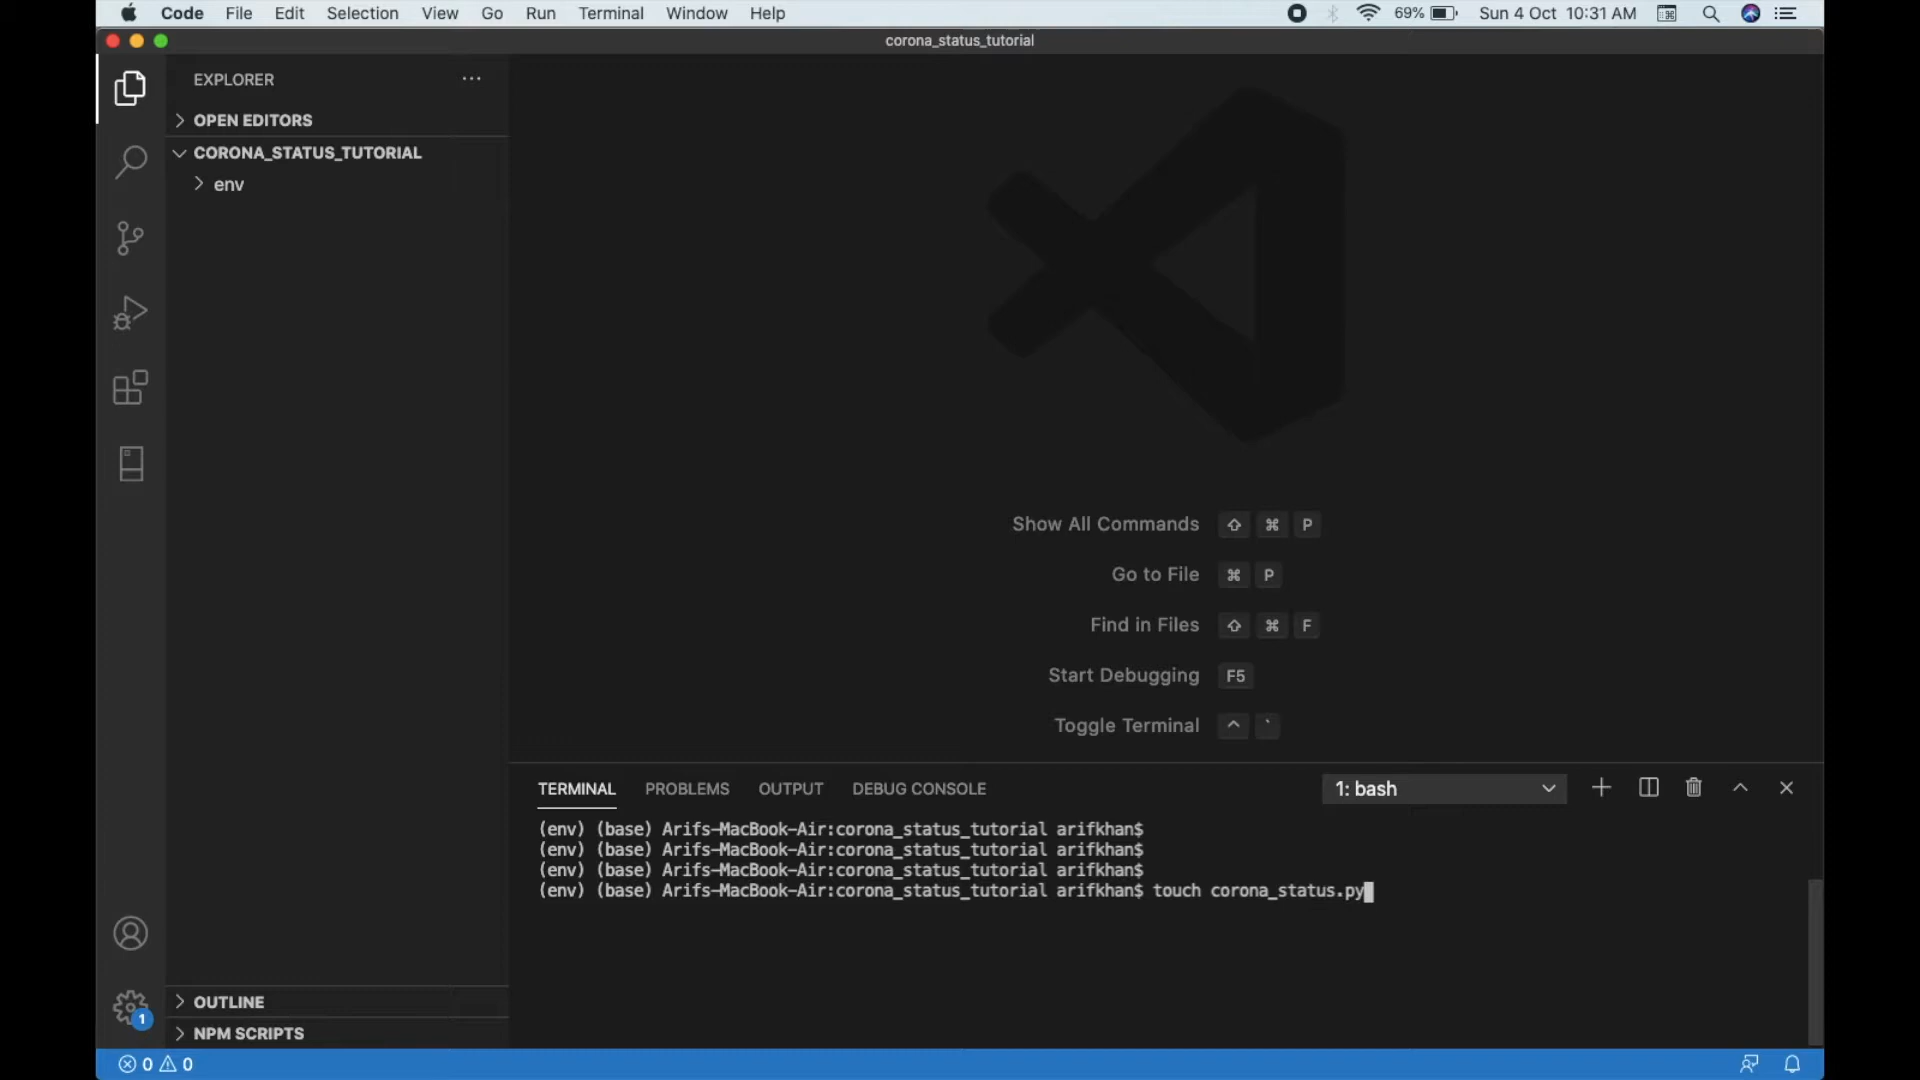 Code File Edit Selection View Go Run Terminal Window Help 69% Sun 4 Oct 10:31 AM
corona_status_tutorial
EXPLORER ...
OPEN EDITORS
CORONA_STATUS_TUTORIAL
env
Show All Commands ⇧ ⌘ P
Go to File ⌘ P
Find in Files ⇧ ⌘ F
Start Debugging F5
Toggle Terminal ^ `
TERMINAL PROBLEMS OUTPUT DEBUG CONSOLE 1: bash
(env) (base) Arifs-MacBook-Air:corona_status_tutorial arifkhan$
(env) (base) Arifs-MacBook-Air:corona_status_tutorial arifkhan$
(env) (base) Arifs-MacBook-Air:corona_status_tutorial arifkhan$
(env) (base) Arifs-MacBook-Air:corona_status_tutorial arifkhan$ touch corona_status.py
OUTLINE
1
NPM SCRIPTS
0 0